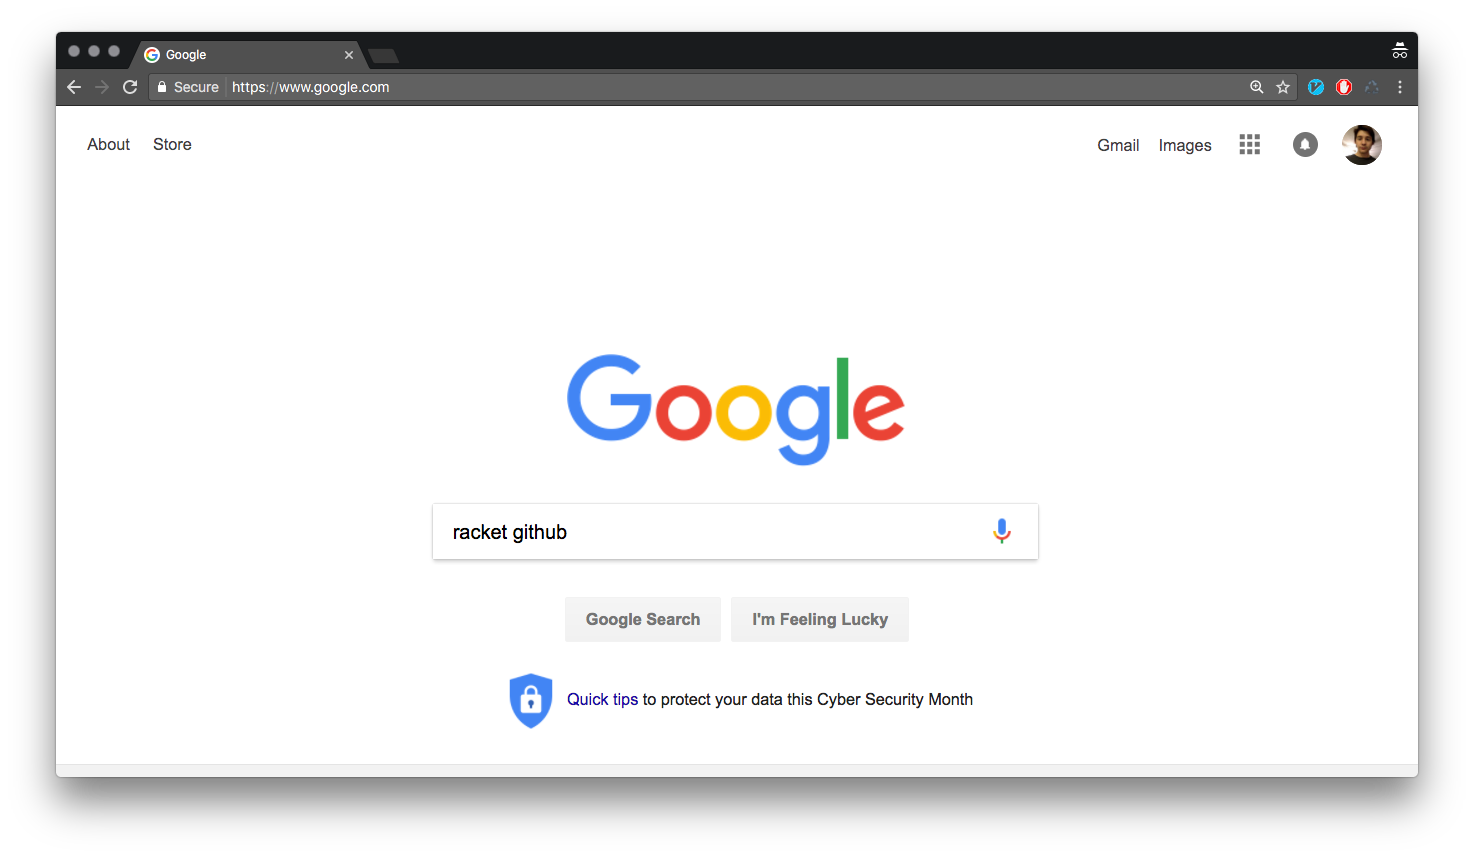 Google
Secure https://www.google.com
About Store Gmail Images
Google
racket github
Google Search I'm Feeling Lucky
Quick tips to protect your data this Cyber Security Month